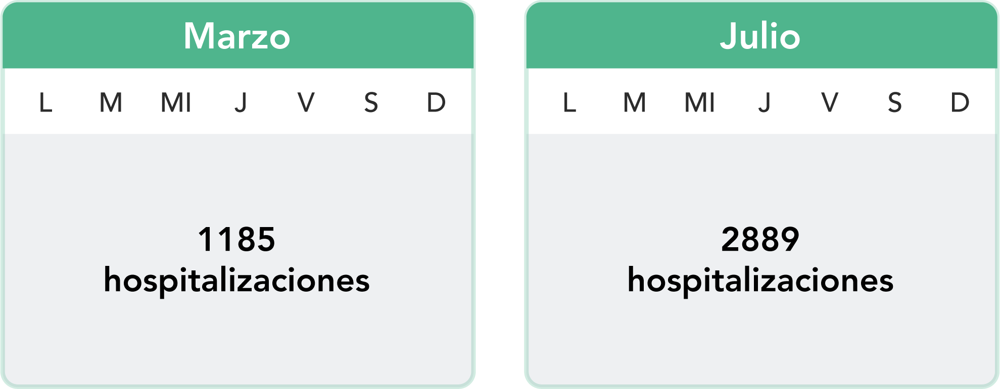 Marzo
L M MI J V S D
1185
hospitalizaciones
Julio
L M MI J V S D
2889
hospitalizaciones